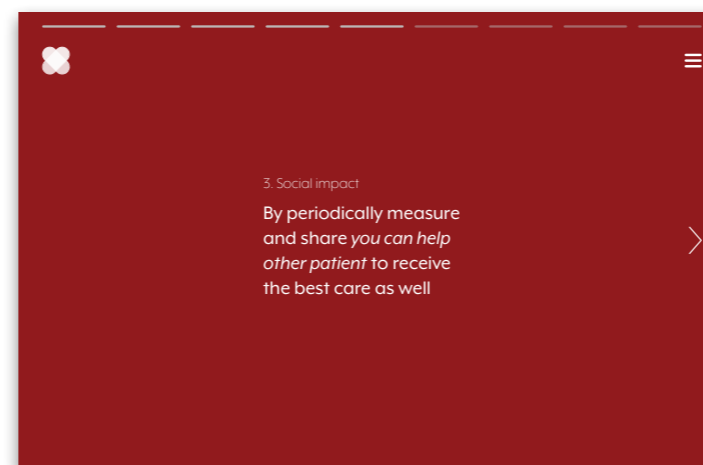 3. Social impact
By periodically measure
and share you can help
other patient to receive
the best care as well